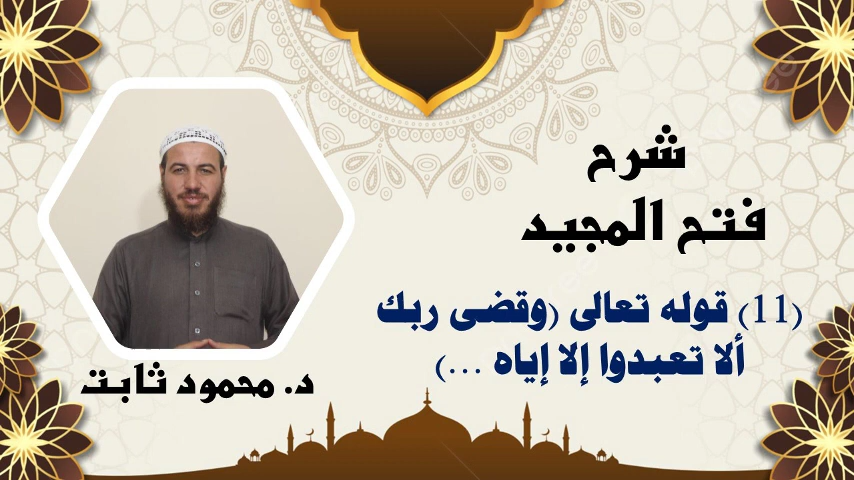 شرح
فتح المجيد
(11) قوله تعالى (وقضى ربك
ألا تعبدوا إلا إياه ...)
د. محمود ثابت